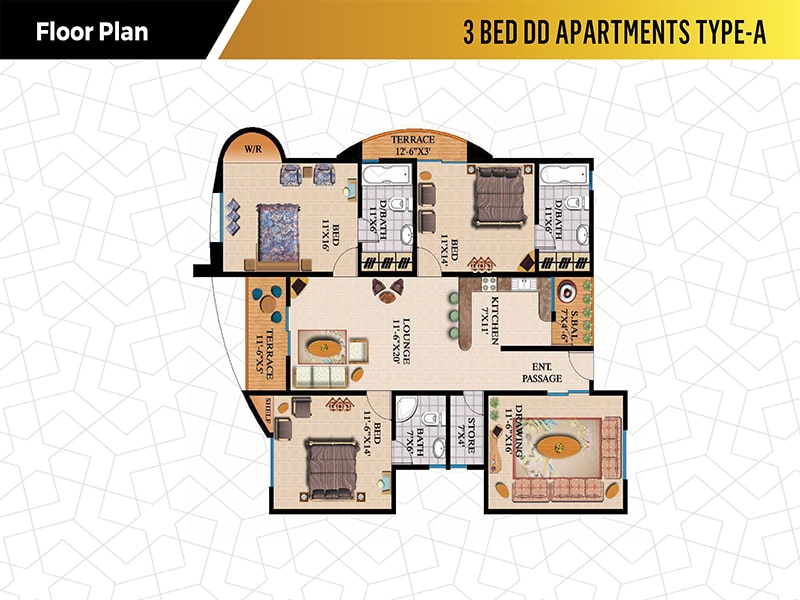 Floor Plan
3 BED DD APARTMENTS TYPE-A
W/R
TERRACE
12'-6"X3'
BED
11'X16'
D/BATH
11'X6'
BED
11'X14'
D/BATH
11'X6'
TERRACE
11'-6'X5'
LOUNGE
11'-6'X20'
KITCHEN
7'X11'
S.BAL.
7'X4'-6'
ENT.
PASSAGE
SHELF
BED
11'-6'X14'
BATH
7'X6'
STORE
7'X4'
DRAWING
11'-6'X16'